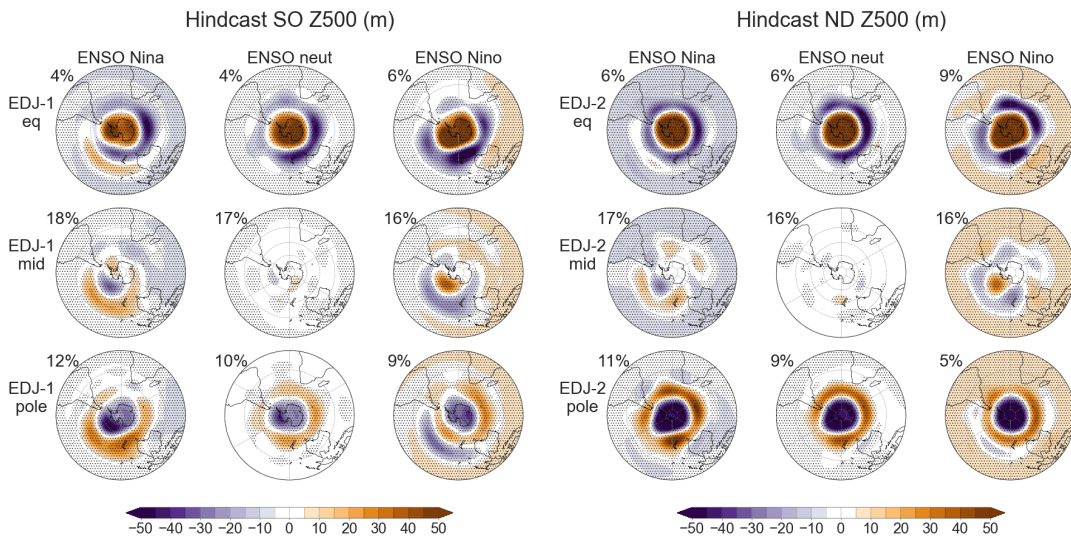 Hindcast SO Z500 (m)
Hindcast ND Z500 (m)
ENSO Nina
ENSO neut
ENSO Nino
ENSO Nina
ENSO neut
ENSO Nino
4%
4%
6%
6%
6%
9%
EDJ-1
eq
EDJ-2
eq
18%
17%
16%
17%
16%
16%
EDJ-1
mid
EDJ-2
mid
12%
10%
9%
11%
9%
5%
EDJ-1
pole
EDJ-2
pole
−50 −40 −30 −20 −10 0 10 20 30 40 50
−50 −40 −30 −20 −10 0 10 20 30 40 50